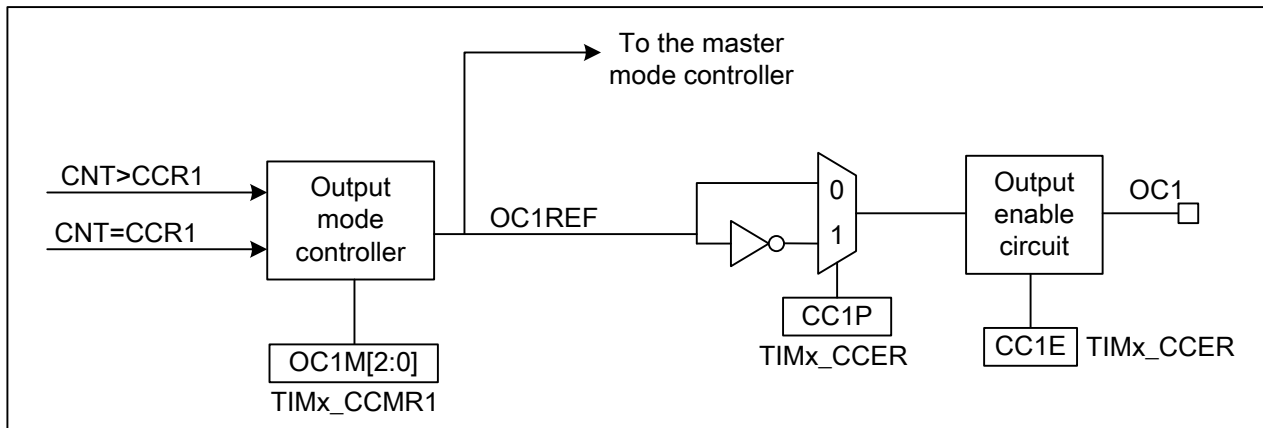 To the master
mode controller
CNT>CCR1
CNT=CCR1
Output
mode
controller
OC1REF
0
1
Output
enable
circuit
OC1
CC1P
TIMx_CCER
CC1E TIMx_CCER
OC1M[2:0]
TIMx_CCMR1